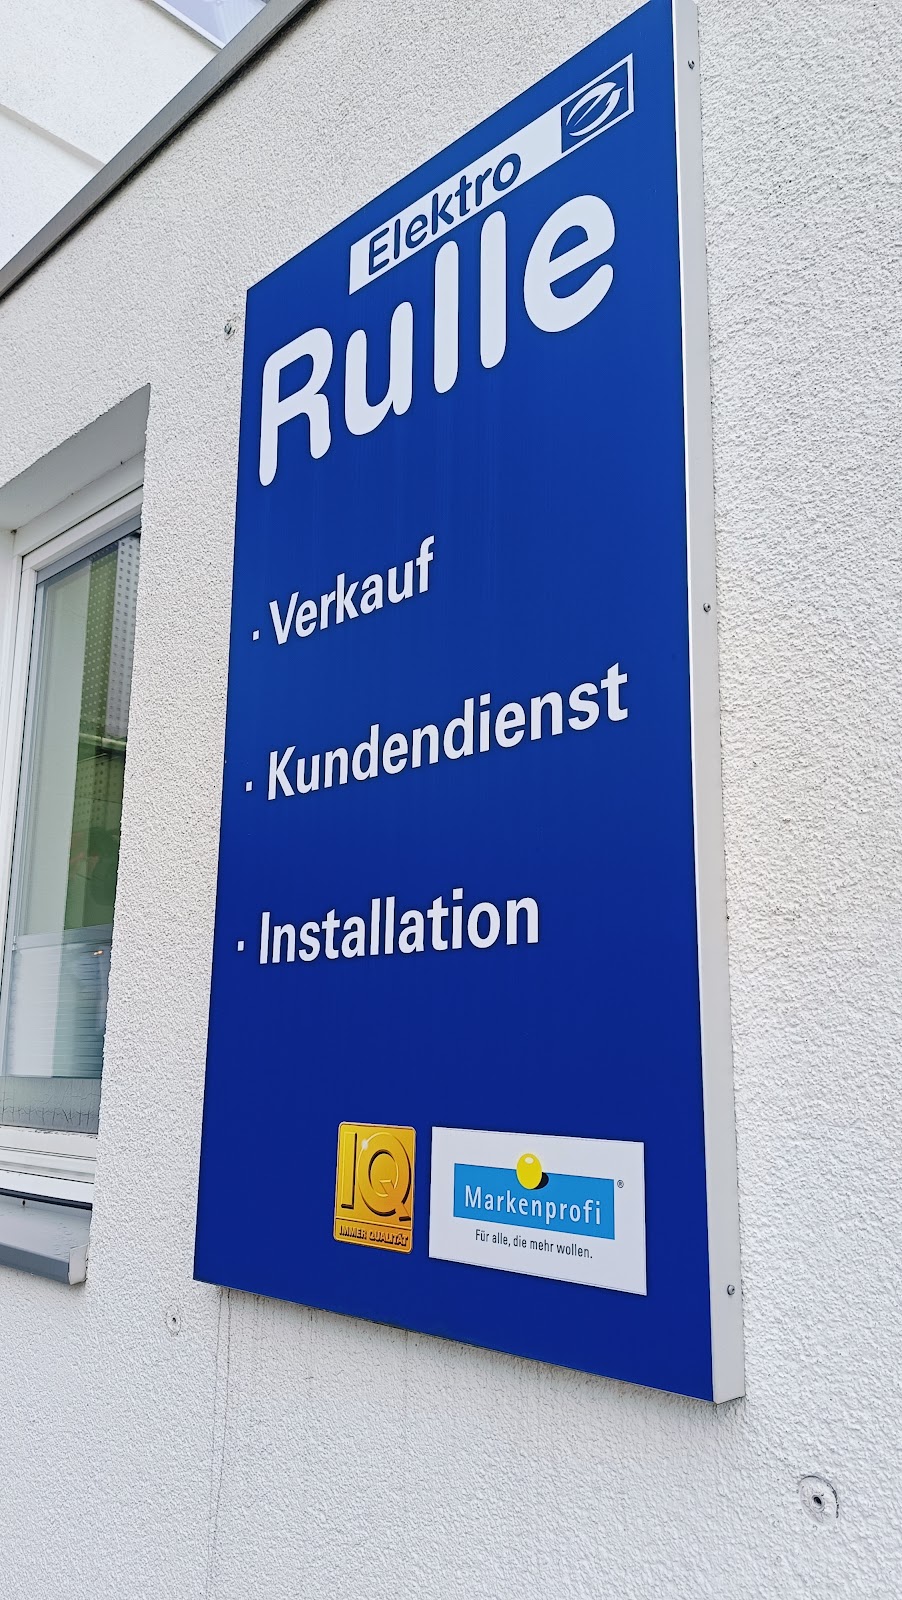 Elektro
Rulle
· Verkauf
· Kundendienst
· Installation
IQ
IMMER QUALITÄT
Markenprofi ®
Für alle, die mehr wollen.